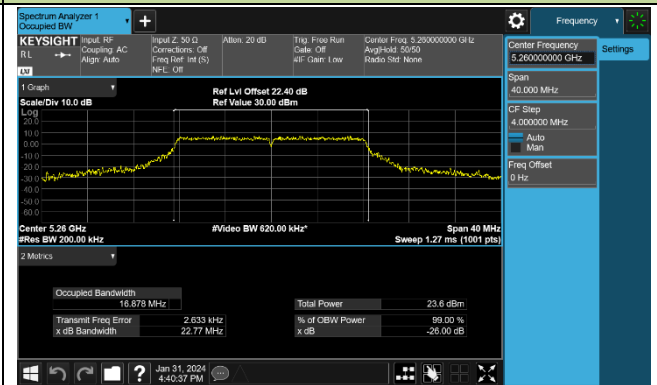 Spectrum Analyzer 1
Occupied BW
+
Frequency
KEYSIGHT
R L
LXI
Input: RF
Coupling: AC
Align: Auto
Input Z: 50 Ω
Corrections: Off
Freq Ref: Int (S)
NFE: Off
Atten: 20 dB
Trig: Free Run
Gate: Off
#IF Gain: Low
Center Freq: 5.260000000 GHz
Avg|Hold: 50/50
Radio Std: None
Center Frequency
5.26000000 GHz
Settings
Span
40.000 MHz
CF Step
4.000000 MHz
Auto
Man
Freq Offset
0 Hz
1 Graph
Scale/Div 10.0 dB
Ref Lvl Offset 22.40 dB
Ref Value 30.00 dBm
Log
20.0
10.0
0.00
-10.0
-20.0
-30.0
-40.0
-50.0
-60.0
Center 5.26 GHz
#Res BW 200.00 kHz
#Video BW 620.00 kHz*
Span 40 MHz
Sweep 1.27 ms (1001 pts)
2 Metrics
Occupied Bandwidth
16.878 MHz
Total Power 23.6 dBm
Transmit Freq Error 2.633 kHz
% of OBW Power 99.00 %
x dB Bandwidth 22.77 MHz
x dB -26.00 dB
?
Jan 31, 2024
4:40:37 PM